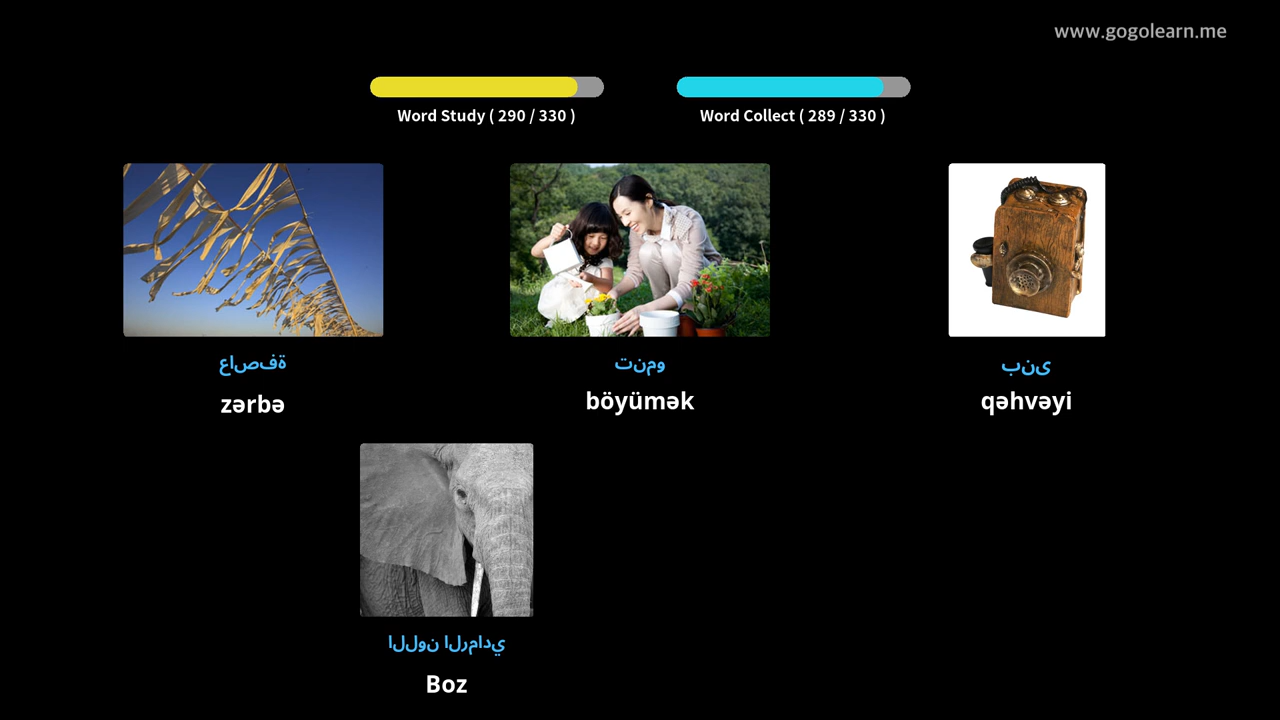 www.gogolearn.me
Word Study ( 290 / 330 )
Word Collect ( 289 / 330 )
عاصفة
zərbə
تنمو
böyümək
بنى
qəhvəyi
اللون الرمادي
Boz